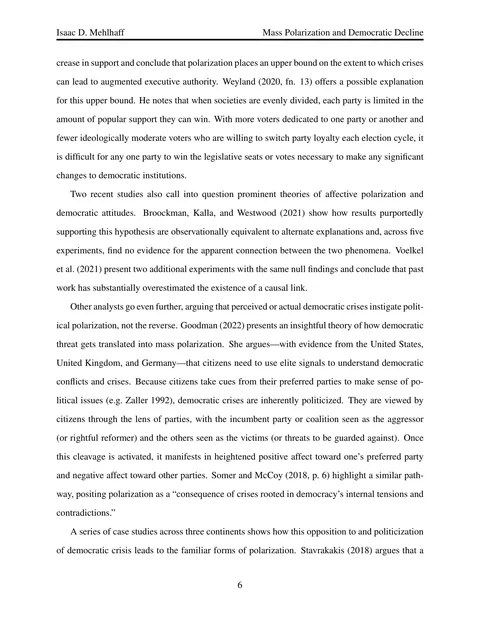 Isaac D. Mehlhaff
Mass Polarization and Democratic Decline
crease in support and conclude that polarization places an upper bound on the extent to which crises
can lead to augmented executive authority. Weyland (2020, fn. 13) offers a possible explanation
for this upper bound. He notes that when societies are evenly divided, each party is limited in the
amount of popular support they can win. With more voters dedicated to one party or another and
fewer ideologically moderate voters who are willing to switch party loyalty each election cycle, it
is difficult for any one party to win the legislative seats or votes necessary to make any significant
changes to democratic institutions.
Two recent studies also call into question prominent theories of affective polarization and
democratic attitudes. Broockman, Kalla, and Westwood (2021) show how results purportedly
supporting this hypothesis are observationally equivalent to alternate explanations and, across five
experiments, find no evidence for the apparent connection between the two phenomena. Voelkel
et al. (2021) present two additional experiments with the same null findings and conclude that past
work has substantially overestimated the existence of a causal link.
Other analysts go even further, arguing that perceived or actual democratic crises instigate polit-
ical polarization, not the reverse. Goodman (2022) presents an insightful theory of how democratic
threat gets translated into mass polarization. She argues—with evidence from the United States,
United Kingdom, and Germany—that citizens need to use elite signals to understand democratic
conflicts and crises. Because citizens take cues from their preferred parties to make sense of po-
litical issues (e.g. Zaller 1992), democratic crises are inherently politicized. They are viewed by
citizens through the lens of parties, with the incumbent party or coalition seen as the aggressor
(or rightful reformer) and the others seen as the victims (or threats to be guarded against). Once
this cleavage is activated, it manifests in heightened positive affect toward one's preferred party
and negative affect toward other parties. Somer and McCoy (2018, p. 6) highlight a similar path-
way, positing polarization as a “consequence of crises rooted in democracy's internal tensions and
contradictions.”
A series of case studies across three continents shows how this opposition to and politicization
of democratic crisis leads to the familiar forms of polarization. Stavrakakis (2018) argues that a
6